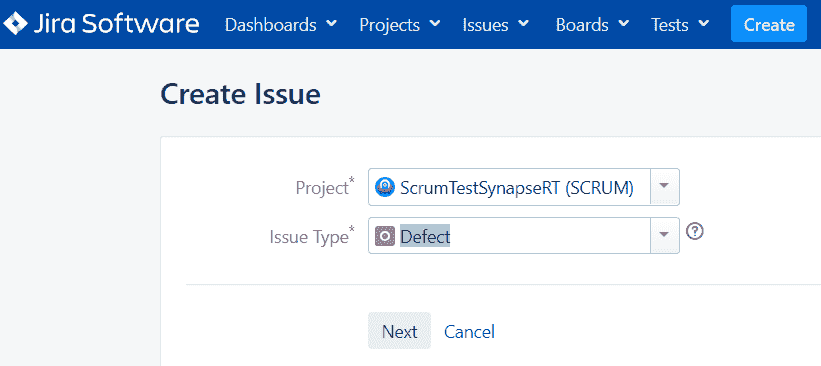 Jira Software Dashboards Projects Issues Boards Tests Create
Create Issue
Project* ScrumTestSynapseRT (SCRUM)
Issue Type* Defect ?
Next Cancel